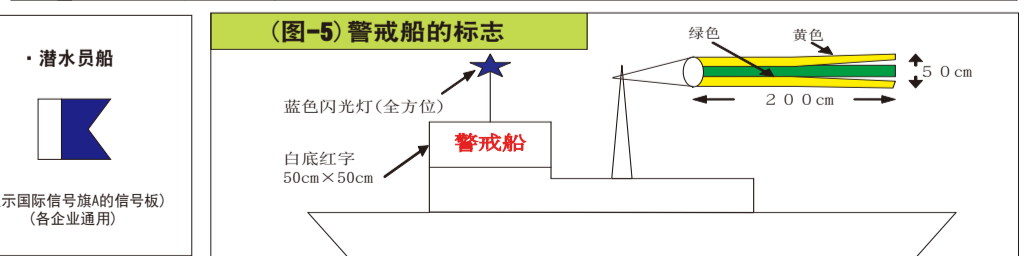 ・潜水员船
示国际信号旗A的信号板)
(各企业通用)
(图-5)警戒船的标志
绿色
黄色
50cm
200cm
蓝色闪光灯(全方位)
警戒船
白底红字
50cm×50cm